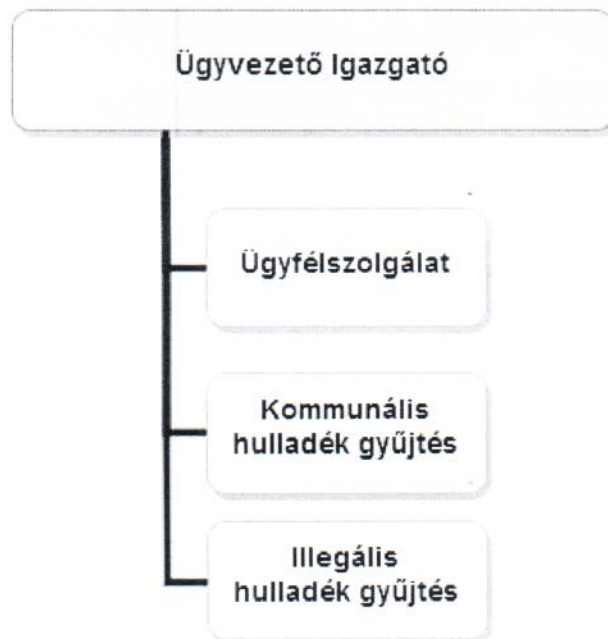 Ügyvezető Igazgató
Ügyfélszolgálat
Kommunális
hulladék gyűjtés
Illegális
hulladék gyűjtés